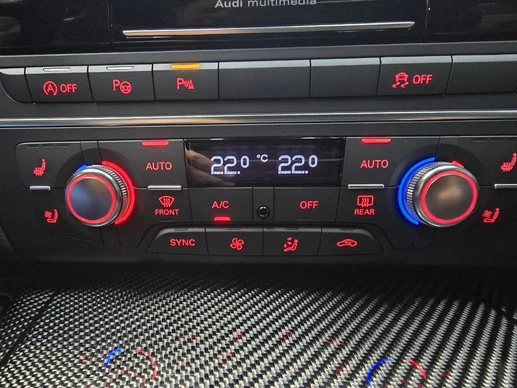 Audi multimedia
A OFF
P
P
OFF
AUTO
22.0 °C 22.0
AUTO
FRONT
A/C
OFF
REAR
SYNC